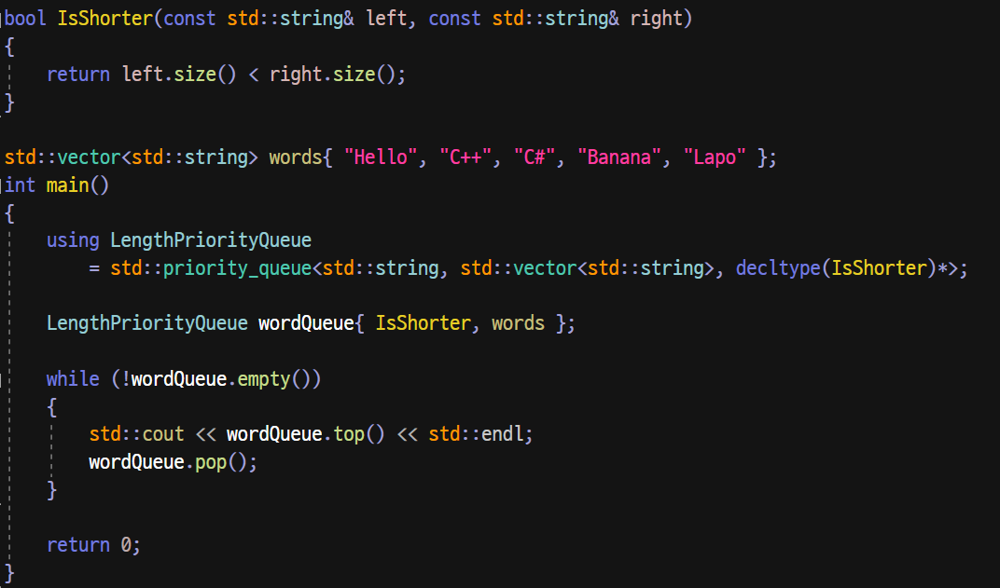 bool IsShorter(const std::string& left, const std::string& right)
{
    return left.size() < right.size();
}
std::vector<std::string> words{ "Hello", "C++", "C#", "Banana", "Lapo" };
int main()
{
    using LengthPriorityQueue
        = std::priority_queue<std::string, std::vector<std::string>, decltype(IsShorter)*>;
    LengthPriorityQueue wordQueue{ IsShorter, words };
    while (!wordQueue.empty())
    {
        std::cout << wordQueue.top() << std::endl;
        wordQueue.pop();
    }
    return 0;
}